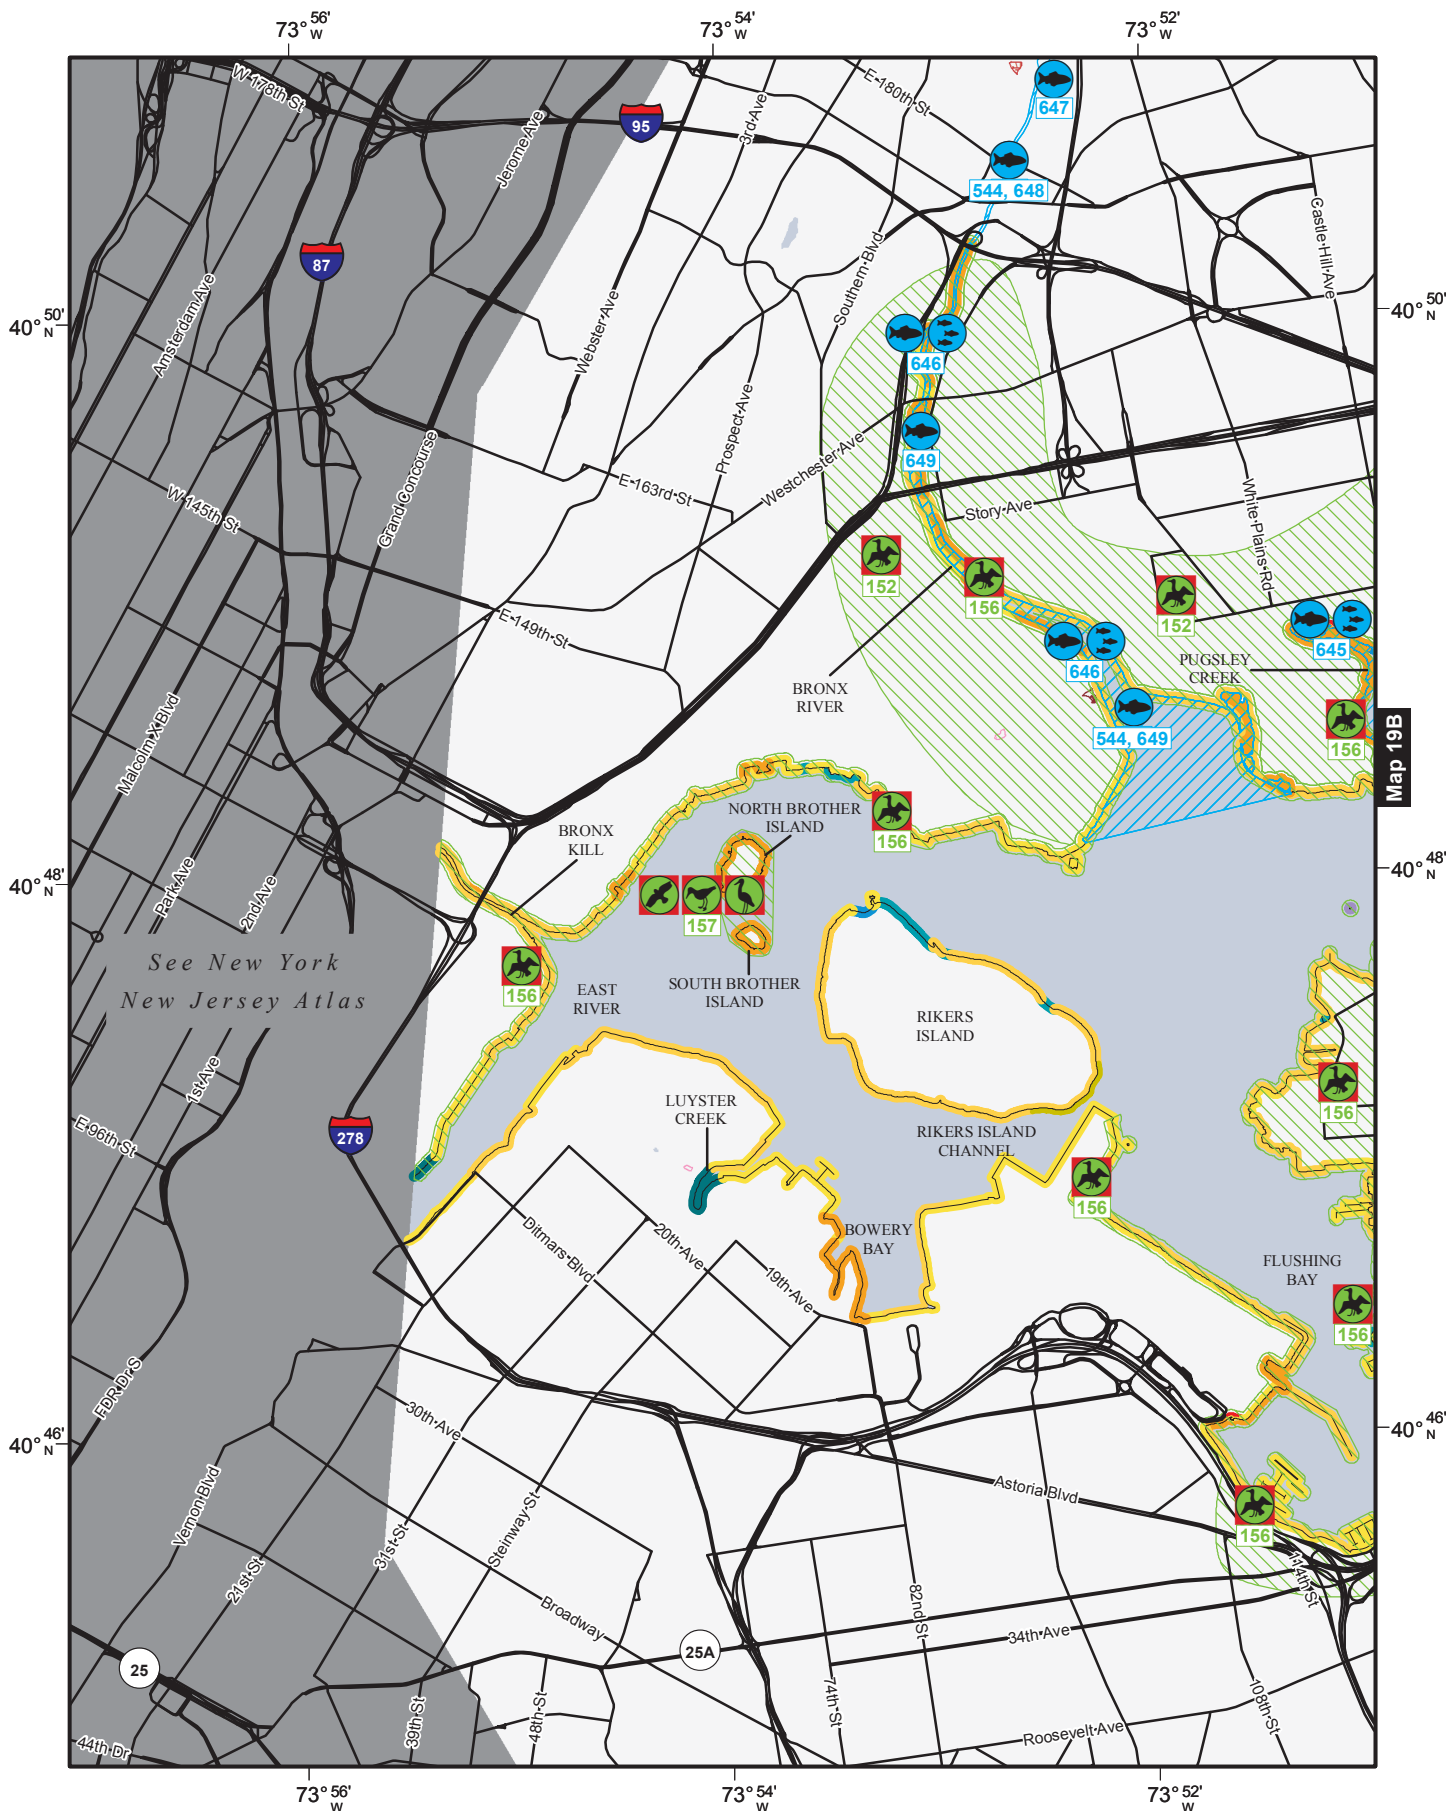 73° 56' W
73° 54' W
73° 52' W
W 178th St
Jerome Ave
95
3rd Ave
E 180th St
647
544, 648
Castle Hill Ave
87
Amsterdam Ave
Webster Ave
Southern Blvd
40° 50' N
40° 50' N
646
Prospect Ave
Grand Concourse
Westchester Ave
649
E 163rd St
W 145th St
Story Ave
White Plains Rd
152
156
152
E 149th St
645
646
PUGSLEY
CREEK
BRONX
RIVER
Malcolm X Blvd
544, 649
156
Map 19B
NORTH BROTHER
ISLAND
BRONX
KILL
156
40° 48' N
40° 48' N
Park Ave
2nd Ave
157
See New York
New Jersey Atlas
156
EAST
RIVER
SOUTH BROTHER
ISLAND
RIKERS
ISLAND
1st Ave
156
LUYSTER
CREEK
E 96th St
278
RIKERS ISLAND
CHANNEL
156
Ditmars Blvd
20th Ave
19th Ave
BOWERY
BAY
FLUSHING
BAY
156
FDR Dr S
30th Ave
40° 46' N
40° 46' N
Vernon Blvd
Astoria Blvd
31st St
Steinway St
156
21st St
Broadway
82nd St
114th St
34th Ave
25
25A
39th St
48th St
74th St
108th St
44th Dr
Roosevelt Ave
73° 56' W
73° 54' W
73° 52' W